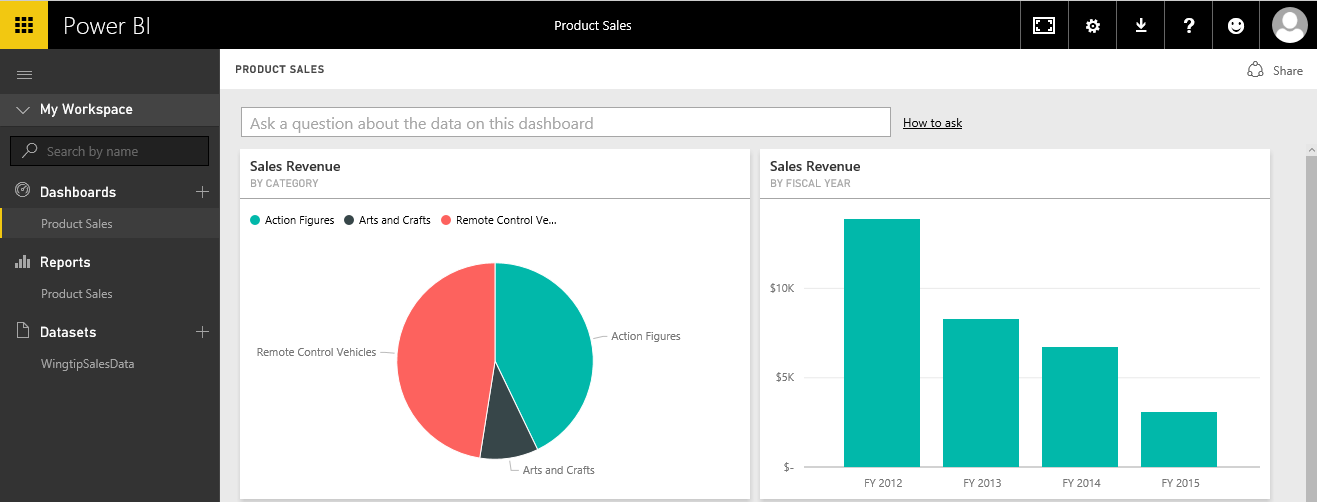 Power BI
Product Sales
?
PRODUCT SALES
Share
My Workspace
Search by name
Dashboards
Product Sales
Reports
Product Sales
Datasets
WingtipSalesData
Ask a question about the data on this dashboard
How to ask
Sales Revenue
BY CATEGORY
Action Figures
Arts and Crafts
Remote Control Ve...
Remote Control Vehicles
Action Figures
Arts and Crafts
Sales Revenue
BY FISCAL YEAR
$10K
$5K
$-
FY 2012
FY 2013
FY 2014
FY 2015